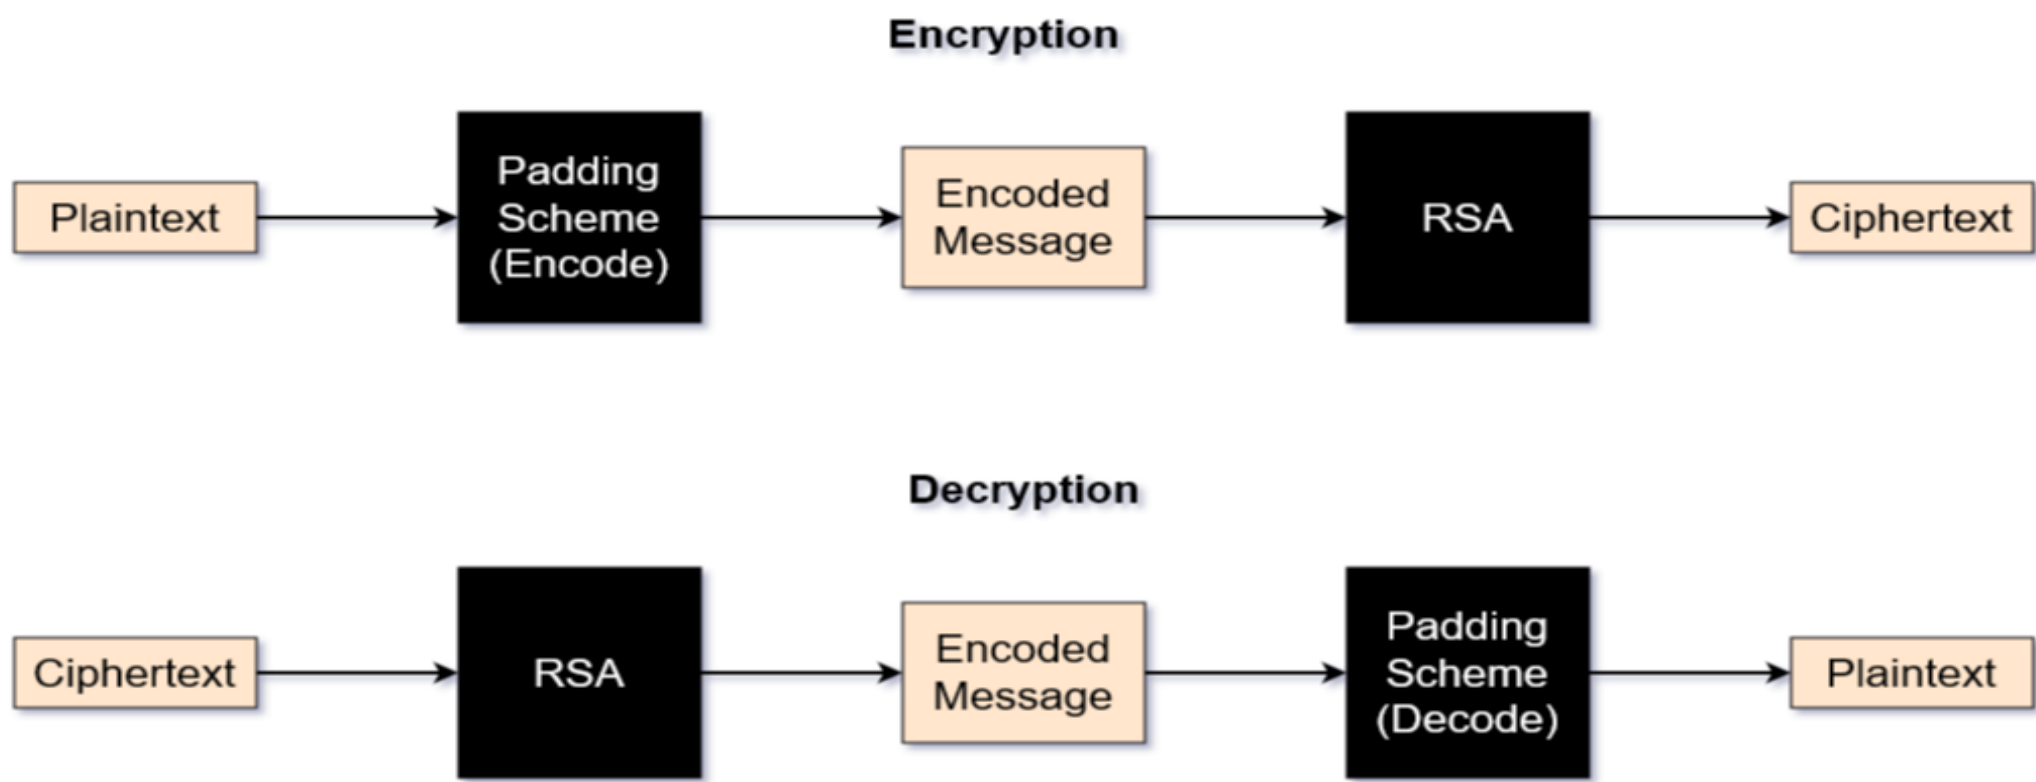 Encryption
Plaintext
Padding
Scheme
(Encode)
Encoded
Message
RSA
Ciphertext
Decryption
Ciphertext
RSA
Encoded
Message
Padding
Scheme
(Decode)
Plaintext